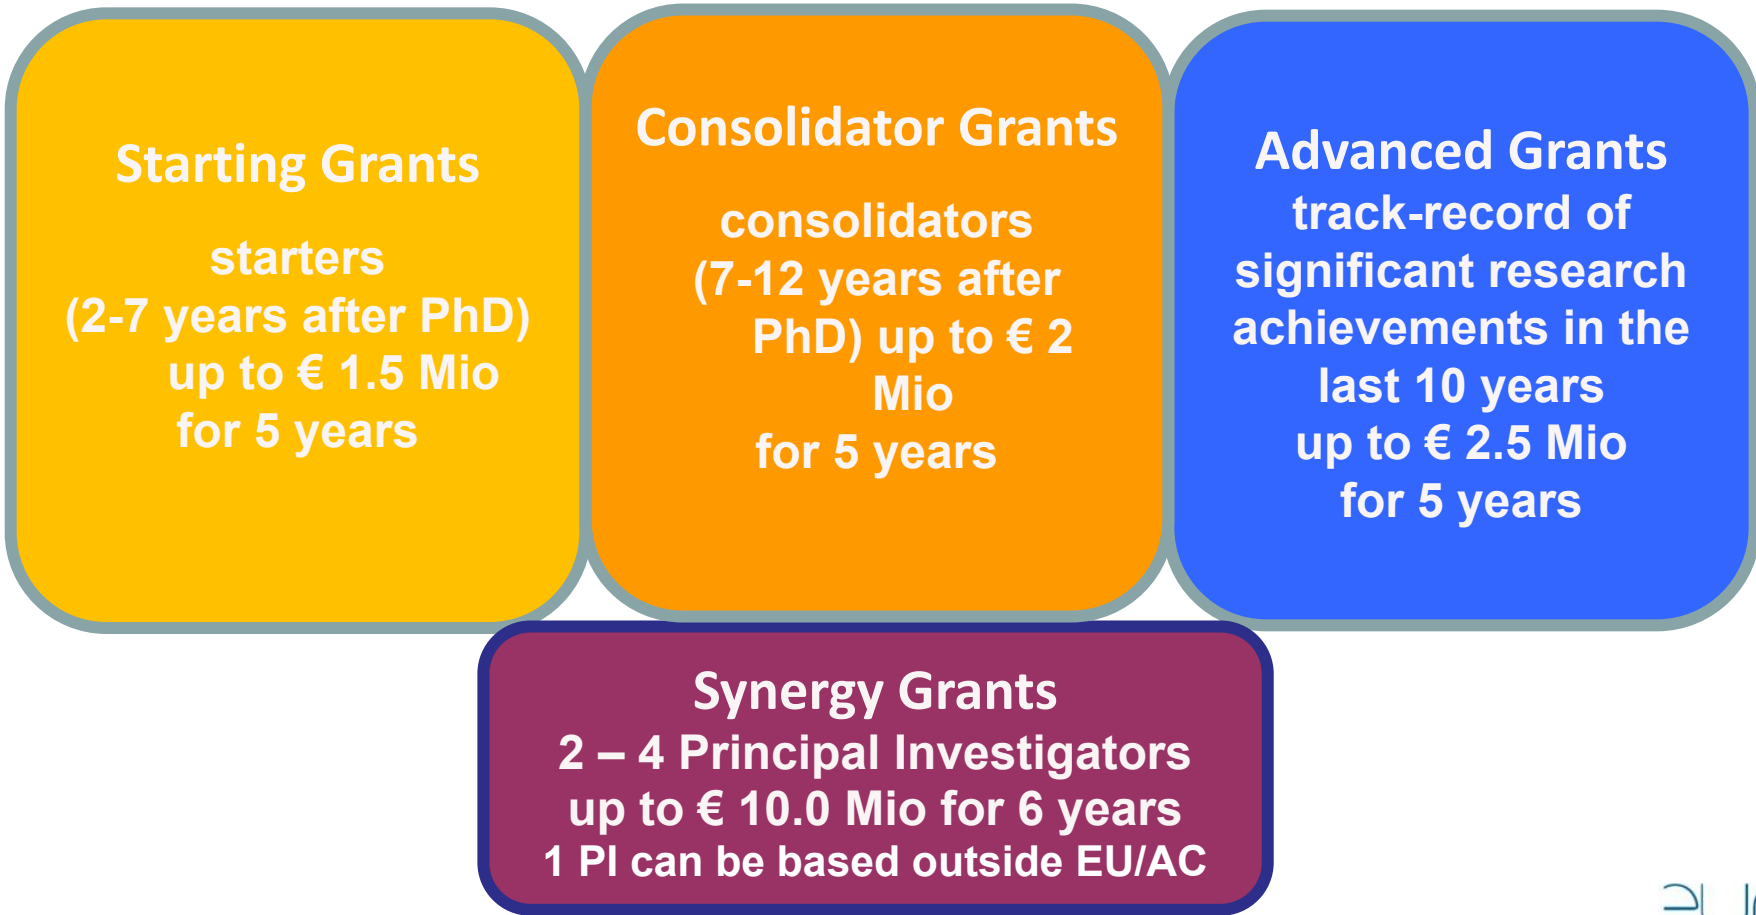 Starting Grants
starters
(2-7 years after PhD)
up to € 1.5 Mio
for 5 years
Consolidator Grants
consolidators
(7-12 years after
PhD) up to € 2
Mio
for 5 years
Advanced Grants
track-record of
significant research
achievements in the
last 10 years
up to € 2.5 Mio
for 5 years
Synergy Grants
2 – 4 Principal Investigators
up to € 10.0 Mio for 6 years
1 PI can be based outside EU/AC